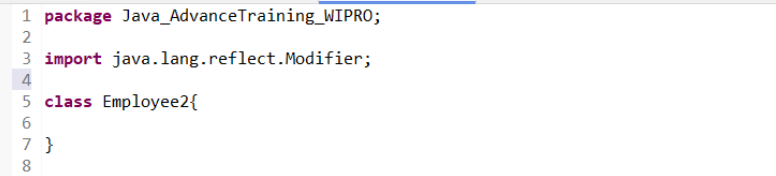 1 package Java_AdvanceTraining_WIPRO;
2
3 import java.lang.reflect.Modifier;
4
5 class Employee2{
6
7 }
8